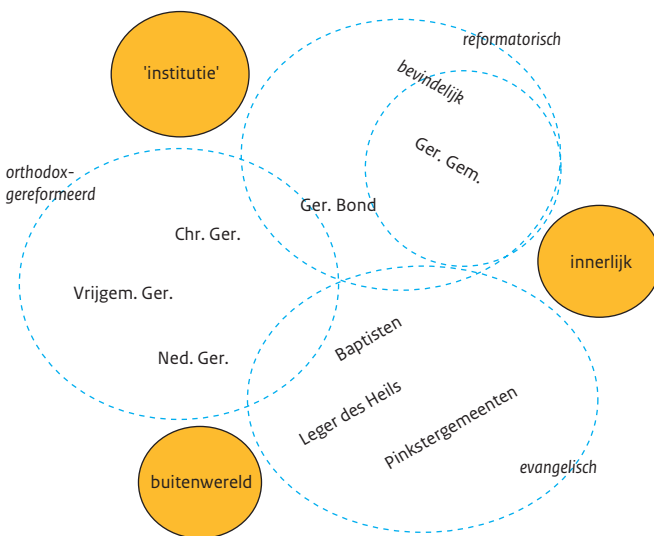 reformatorisch
'institutie'
bevindelijk
Ger. Gem.
orthodox-
gereformeerd
Ger. Bond
Chr. Ger.
innerlijk
Vrijgem. Ger.
Baptisten
Ned. Ger.
Leger des Heils
Pinkstergemeenten
evangelisch
buitenwereld